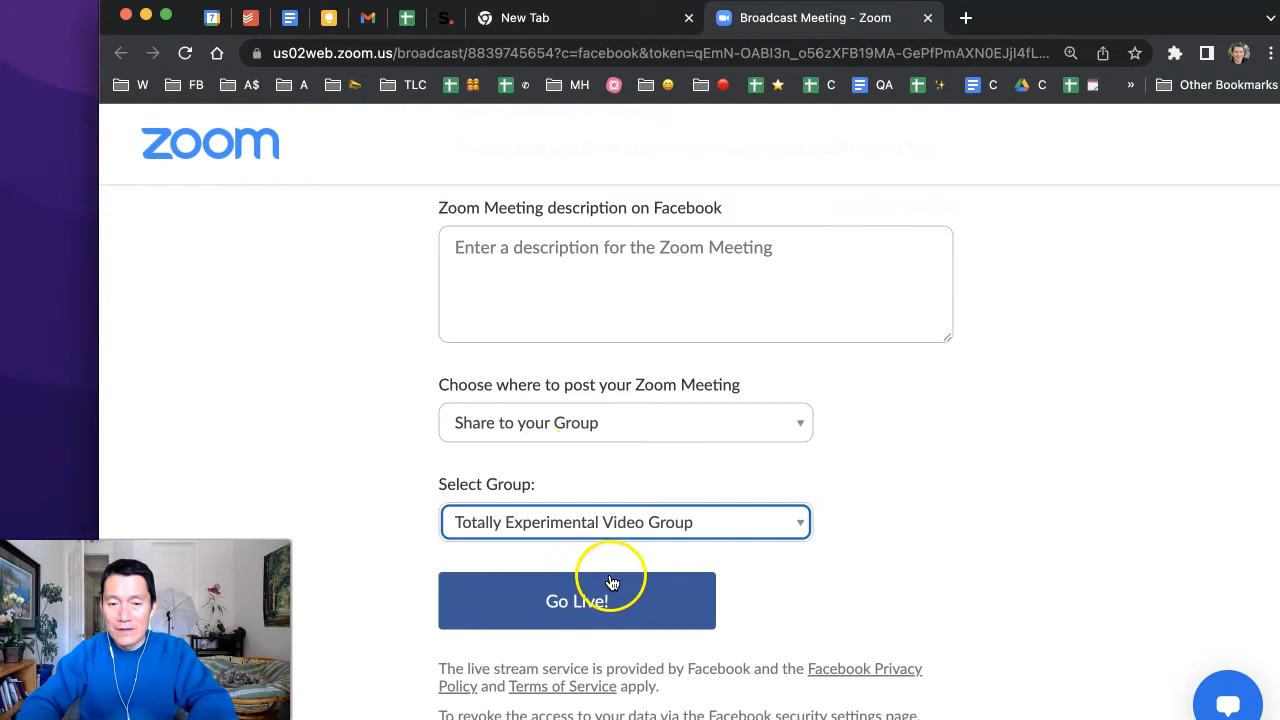 New Tab
Broadcast Meeting - Zoom
us02web.zoom.us/broadcast/88397456547?c=facebook&token=qEmN-OABI3n_o56zXFB19MA-GePfPmAXN0EJjI4fL...
W FB A$ A TLC MH C QA C C » Other Bookmarks
zoom
Zoom Meeting description on Facebook
Enter a description for the Zoom Meeting
Choose where to post your Zoom Meeting
Share to your Group
Select Group:
Totally Experimental Video Group
Go Live!
The live stream service is provided by Facebook and the Facebook Privacy
Policy and Terms of Service apply.
To revoke the access to your data via the Facebook security settings page,